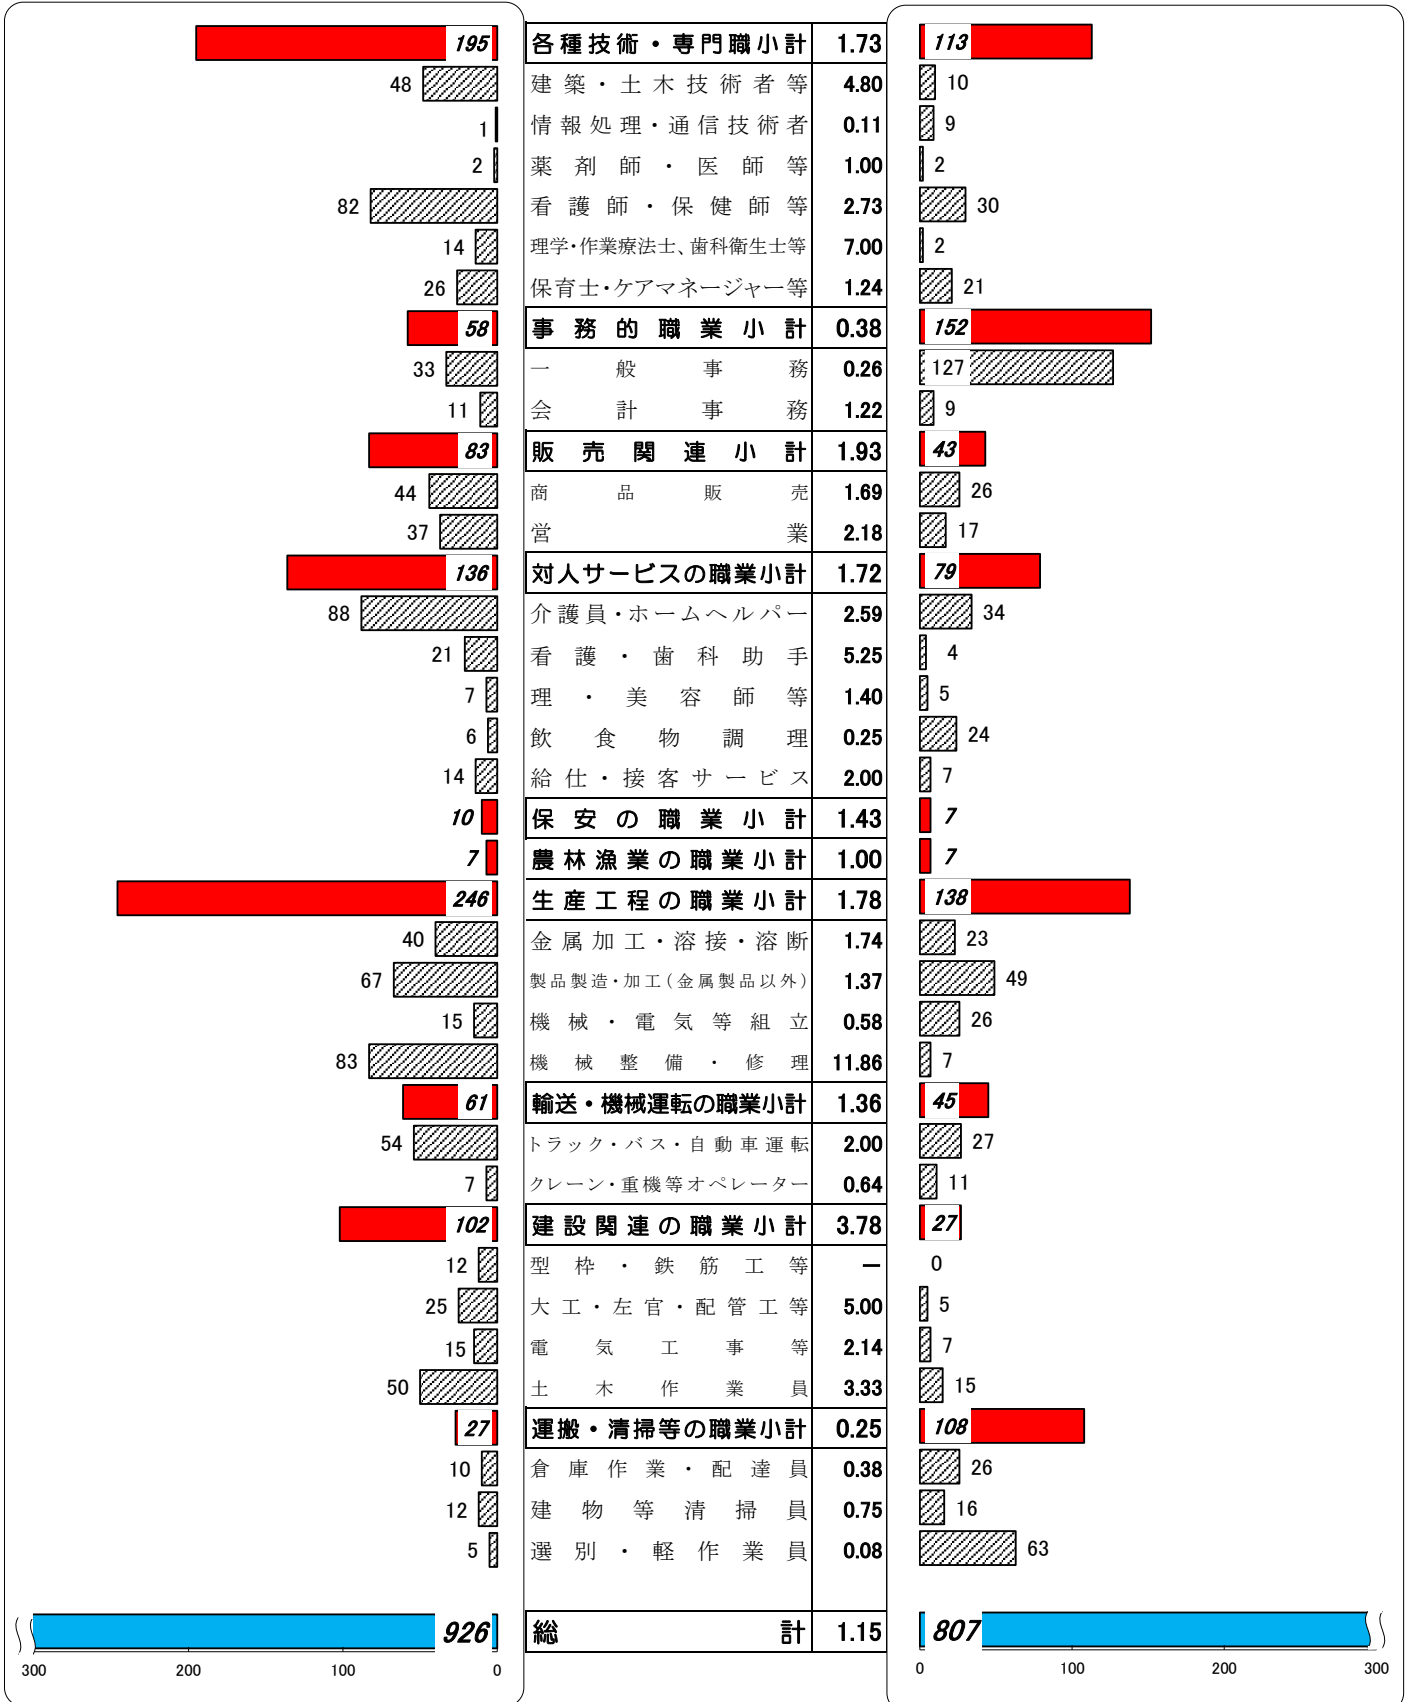 195 各種技術・専門職小計 1.73 113
48 建築・土木技術者等 4.80 10
1 情報処理・通信技術者 0.11 9
2 薬剤師・医師等 1.00 2
82 看護師・保健師等 2.73 30
14 理学・作業療法士、歯科衛生士等 7.00 2
26 保育士・ケアマネージャー等 1.24 21
58 事務的職業小計 0.38 152
33 一般事務 0.26 127
11 会計事務 1.22 9
83 販売関連小計 1.93 43
44 商品販売 1.69 26
37 営業 2.18 17
136 対人サービスの職業小計 1.72 79
88 介護員・ホームヘルパー 2.59 34
21 看護・歯科助手 5.25 4
7 理・美容師等 1.40 5
6 飲食物調理 0.25 24
14 給仕・接客サービス 2.00 7
10 保安の職業小計 1.43 7
7 農林漁業の職業小計 1.00 7
246 生産工程の職業小計 1.78 138
40 金属加工・溶接・溶断 1.74 23
67 製品製造・加工(金属製品以外) 1.37 49
15 機械・電気等組立 0.58 26
83 機械整備・修理 11.86 7
61 輸送・機械運転の職業小計 1.36 45
54 トラック・バス・自動車運転 2.00 27
7 クレーン・重機等オペレーター 0.64 11
102 建設関連の職業小計 3.78 27
12 型枠・鉄筋工等 ー 0
25 大工・左官・配管工等 5.00 5
15 電気工事等 2.14 7
50 土木作業員 3.33 15
27 運搬・清掃等の職業小計 0.25 108
10 倉庫作業・配達員 0.38 26
12 建物等清掃員 0.75 16
5 選別・軽作業員 0.08 63
926 総計 1.15 807
300 200 100 0 0 100 200 300